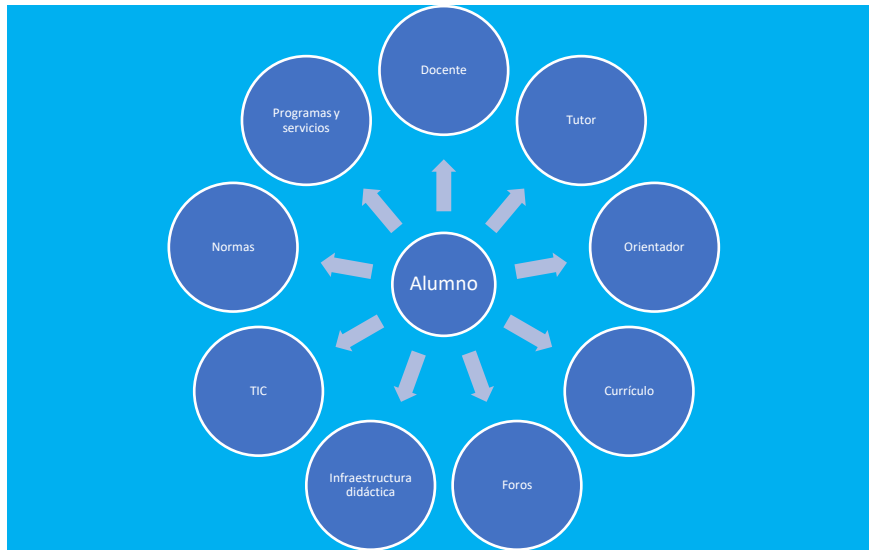 Docente
Tutor
Orientador
Currículo
Foros
Infraestructura
didáctica
TIC
Normas
Programas y
servicios
Alumno